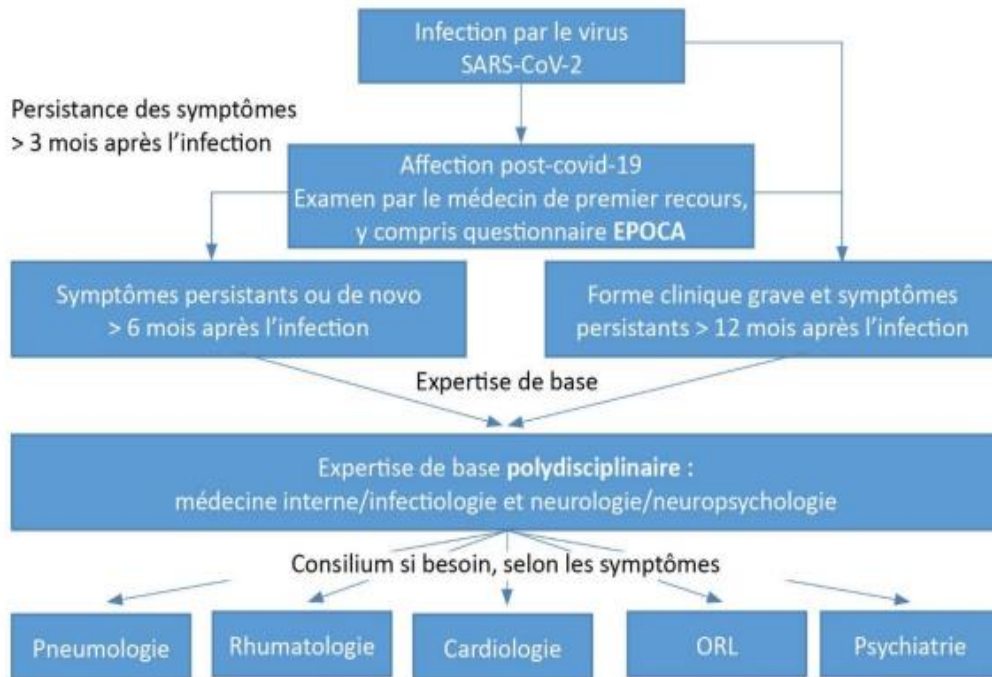 Infection par le virus
SARS-CoV-2
Persistance des symptômes
> 3 mois après l’infection
Affection post-covid-19
Examen par le médecin de premier recours,
y compris questionnaire EPOCA
Symptômes persistants ou de novo
> 6 mois après l’infection
Forme clinique grave et symptômes
persistants > 12 mois après l’infection
Expertise de base
Expertise de base polydisciplinaire :
médecine interne/infectiologie et neurologie/neuropsychologie
Consilium si besoin, selon les symptômes
Pneumologie
Rhumatologie
Cardiologie
ORL
Psychiatrie